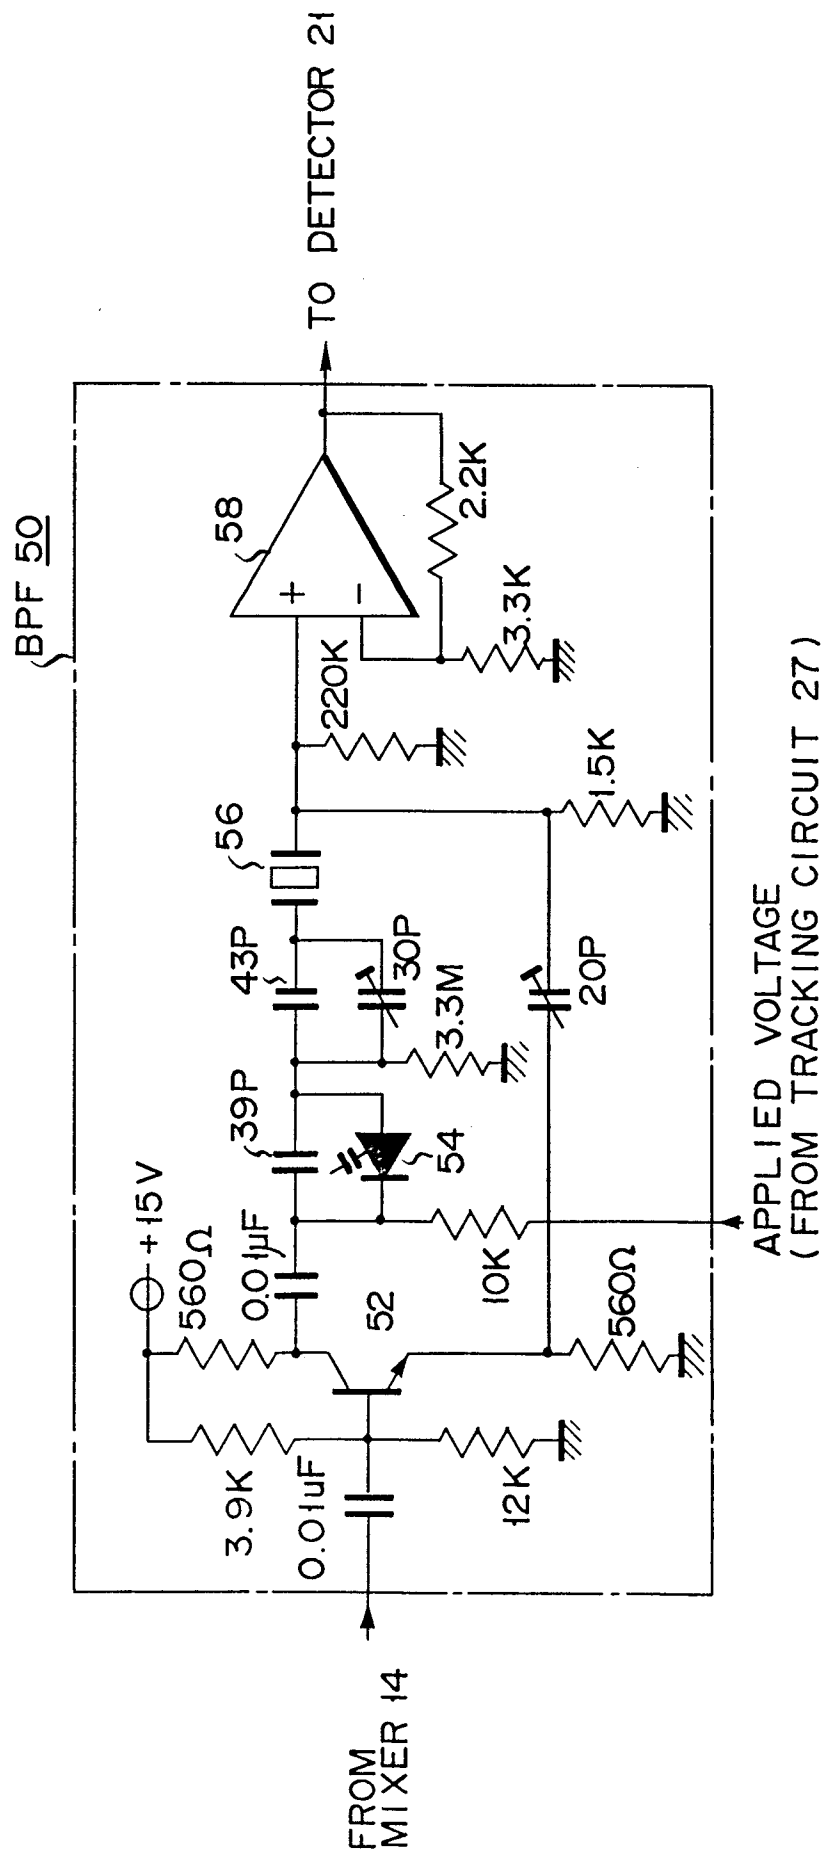 BPF 50
FROM
MIXER 14
0.01µF
3.9K
12K
+15V
560Ω
0.01µF
52
560Ω
10K
39P
54
43P
30P
3.3M
20P
56
220K
1.5K
58
+
−
3.3K
2.2K
TO DETECTOR 21
APPLIED VOLTAGE
(FROM TRACKING CIRCUIT 27)